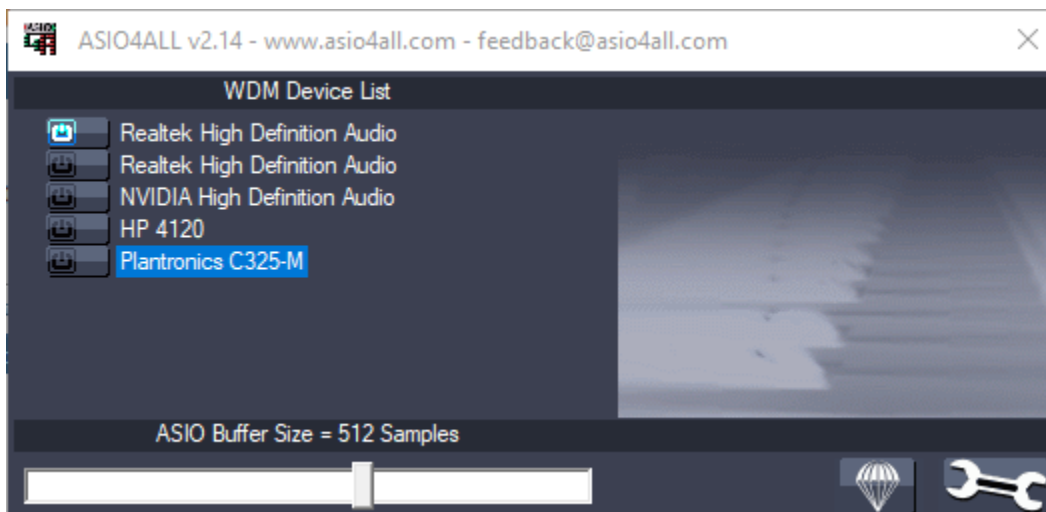 ASIO4ALL v2.14 - www.asio4all.com - feedback@asio4all.com
WDM Device List
Realtek High Definition Audio
Realtek High Definition Audio
NVIDIA High Definition Audio
HP 4120
Plantronics C325-M
ASIO Buffer Size = 512 Samples